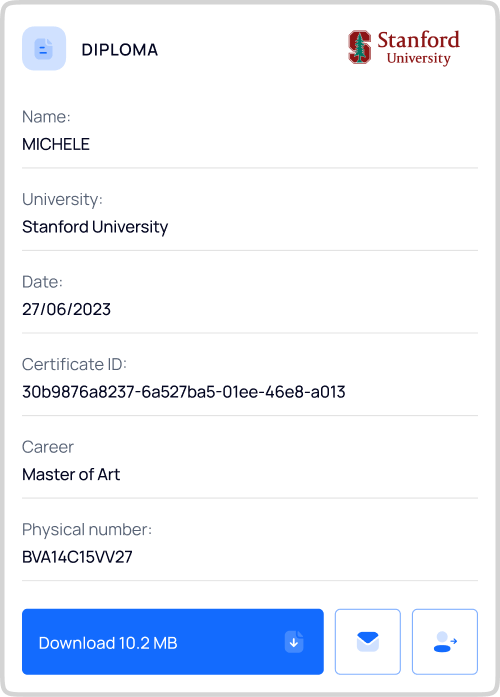 DIPLOMA
Stanford
University
Name:
MICHELE
University:
Stanford University
Date:
27/06/2023
Certificate ID:
30b9876a8237-6a527ba5-01ee-46e8-a013
Career
Master of Art
Physical number:
BVA14C15VV27
Download 10.2 MB